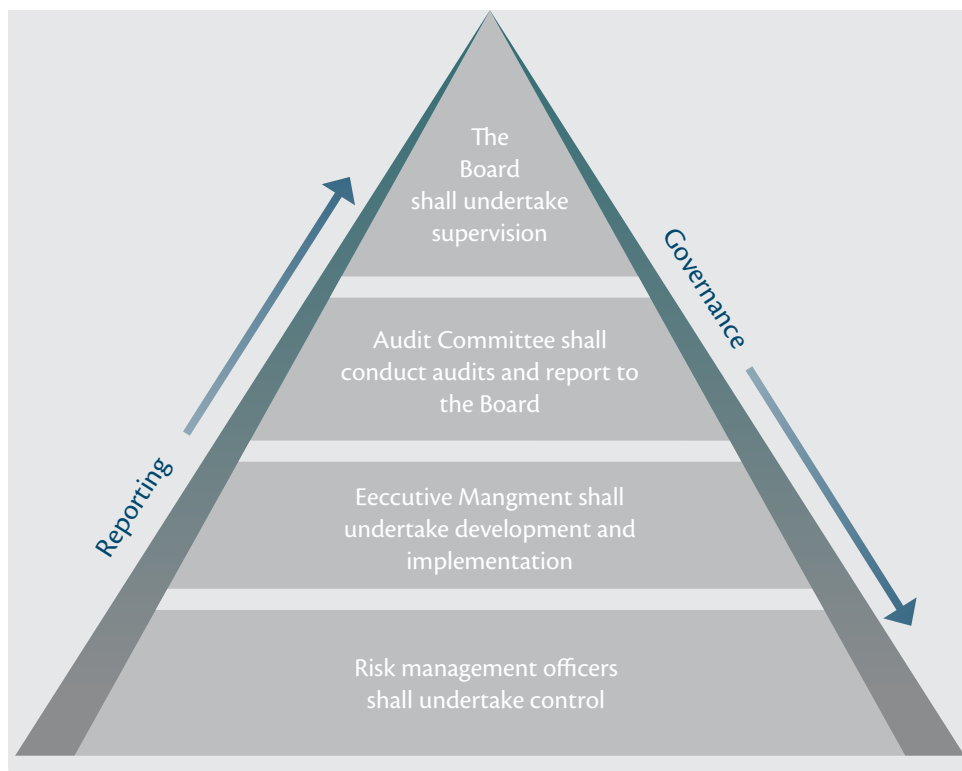 The
Board
shall undertake
supervision
Governance
Audit Committee shall
conduct audits and report to
the Board
Reporting
Eeccutive Mangment shall
undertake development and
implementation
Risk management officers
shall undertake control